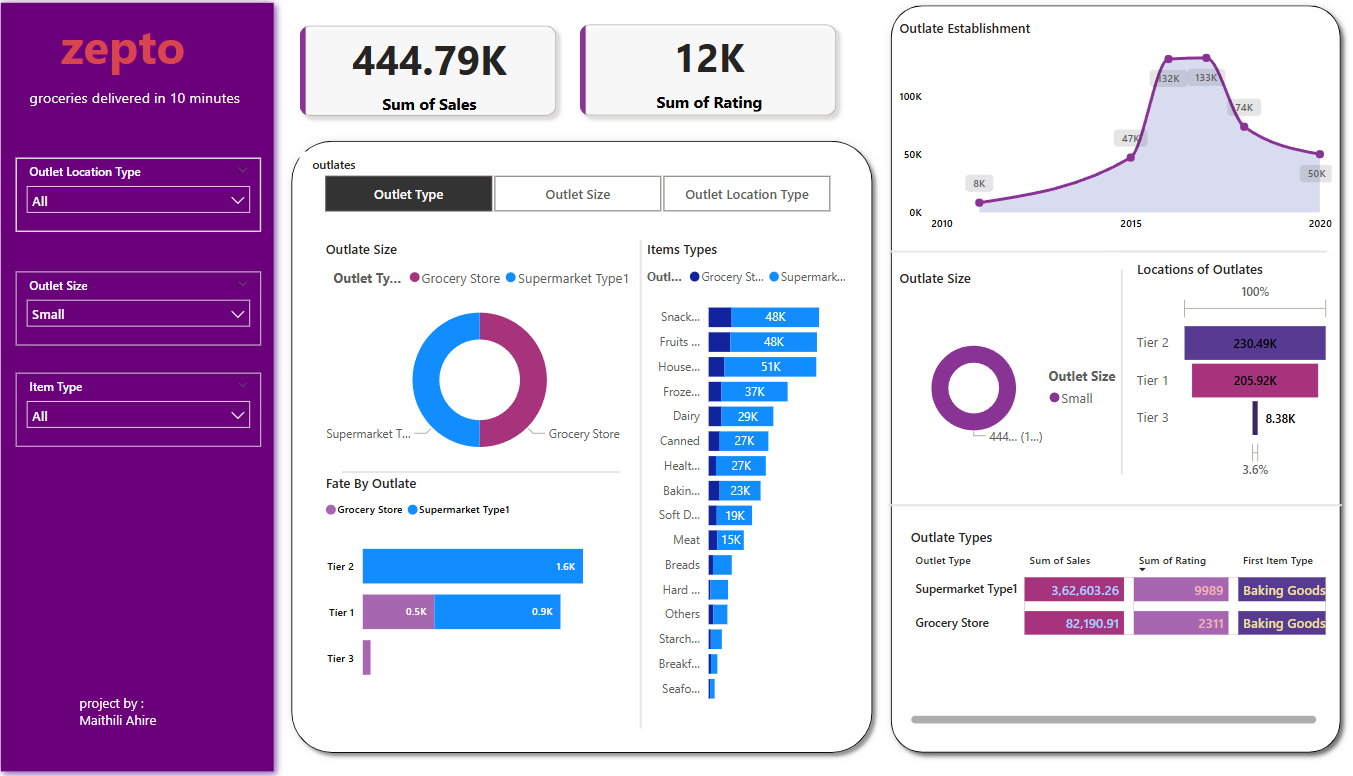 zepto
groceries delivered in 10 minutes
Outlet Location Type
All
Outlet Size
Small
Item Type
All
project by :
Maithili Ahire
444.79K
Sum of Sales
12K
Sum of Rating
outlates
Outlet Type
Outlet Size
Outlet Location Type
Outlate Size
Outlet Ty... Grocery Store Supermarket Type1
Supermarket T...
Grocery Store
Fate By Outlate
Grocery Store Supermarket Type1
Tier 2 1.6K
Tier 1 0.5K 0.9K
Tier 3
Items Types
Outl... Grocery St... Supermark...
Snack... 48K
Fruits ... 48K
House... 51K
Froze... 37K
Dairy 29K
Canned 27K
Healt... 27K
Bakin... 23K
Soft D... 19K
Meat 15K
Breads
Hard ...
Others
Starch...
Breakf...
Seafo...
Outlate Establishment
100K
50K
0K
8K
47K
132K
133K
74K
50K
2010 2015 2020
Outlate Size
Outlet Size
Small
444... (1...)
Locations of Outlates
100%
Tier 2 230.49K
Tier 1 205.92K
Tier 3 8.38K
3.6%
Outlate Types
Outlet Type Sum of Sales Sum of Rating First Item Type
Supermarket Type1 3,62,603.26 9989 Baking Goods
Grocery Store 82,190.91 2311 Baking Goods